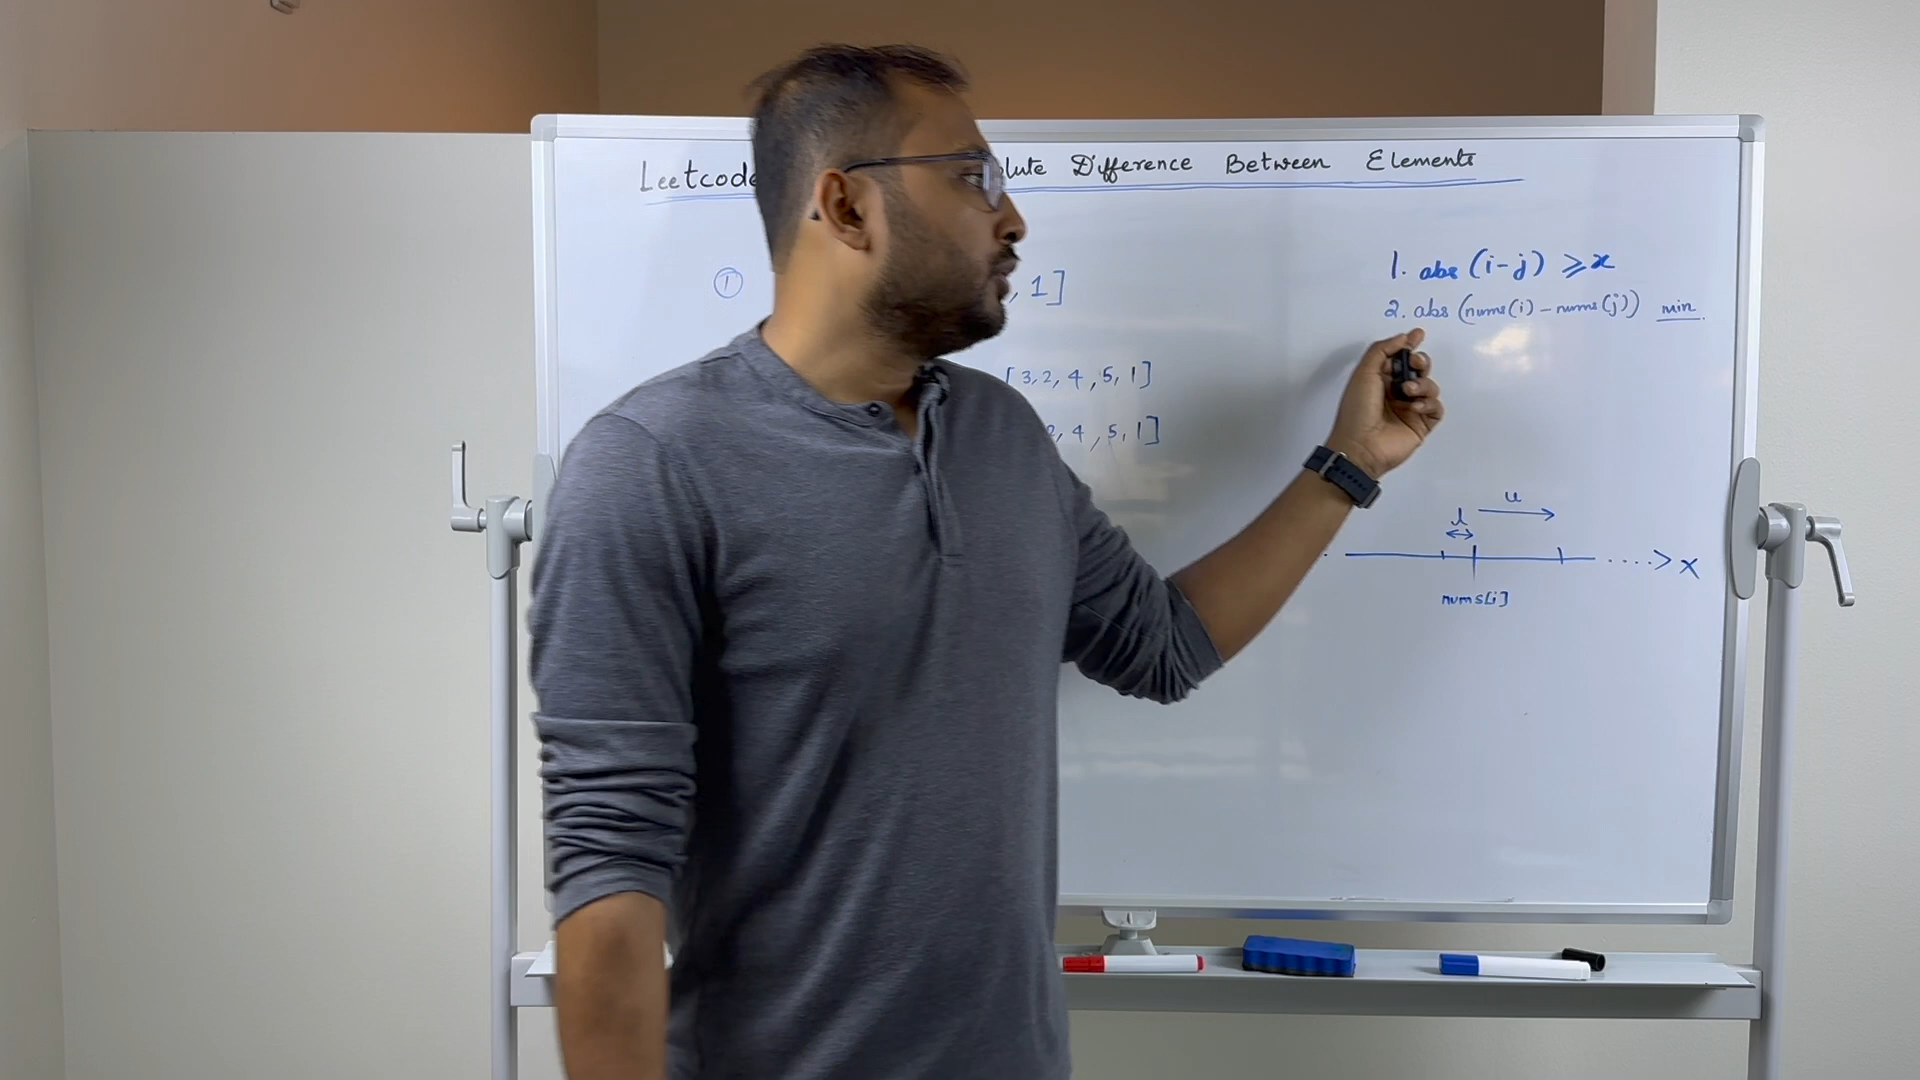 Leetcode lute Difference Between Elements
1. abs (i-j) ⩾x
2. abs (nums(i) - nums(j)) min
① , 1]
[3,2, 4 ,5, 1]
2, 4 ,5, 1]
u
l
....> x
nums[i]